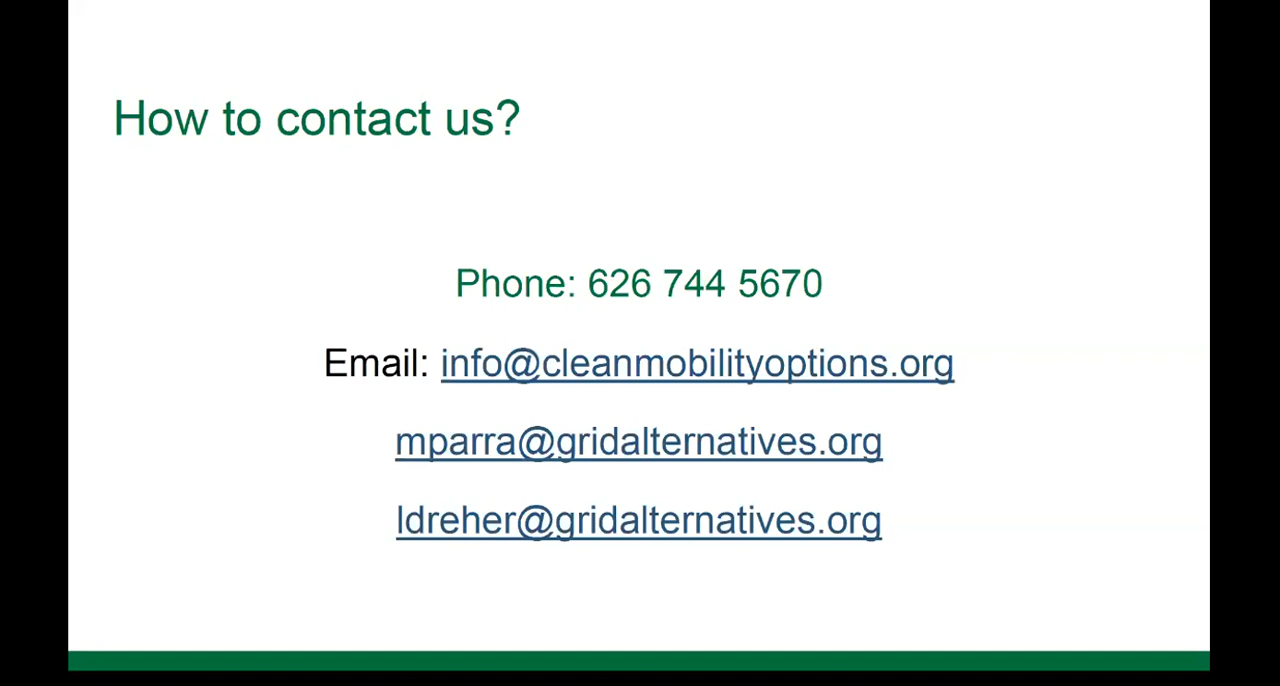 How to contact us?
Phone: 626 744 5670
Email: info@cleanmobilityoptions.org
mparra@gridalternatives.org
ldreher@gridalternatives.org